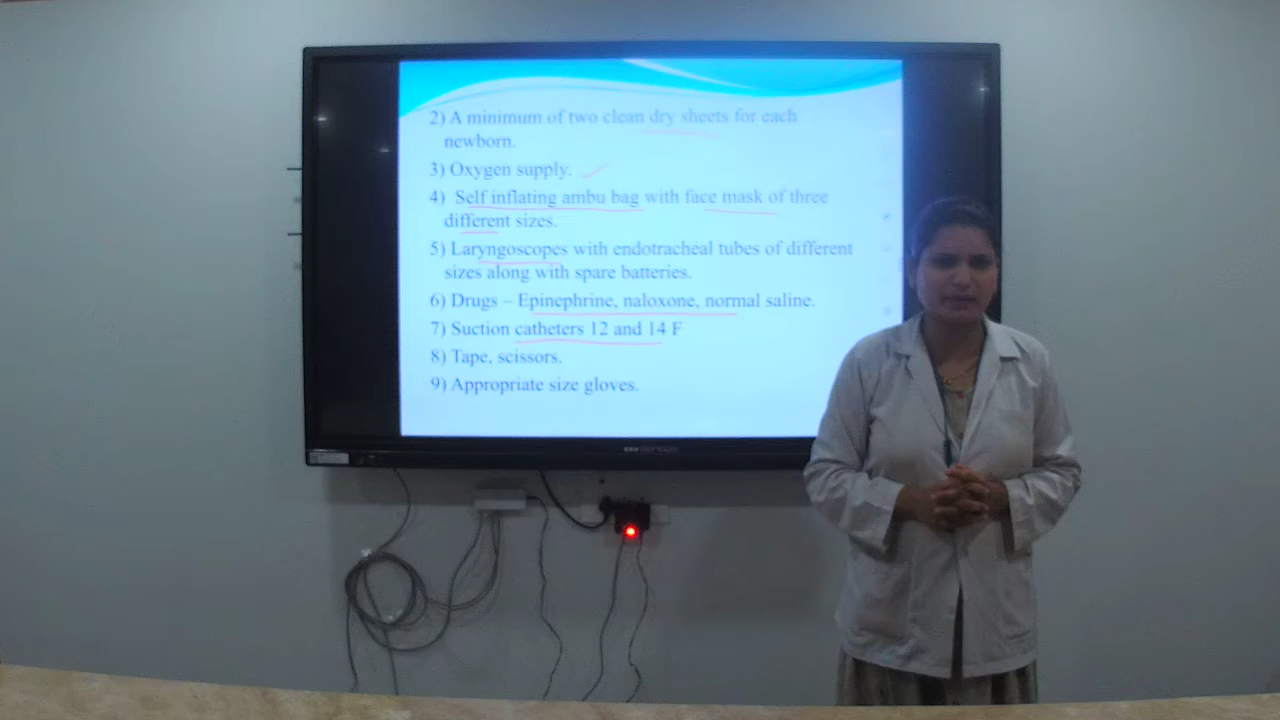 2) A minimum of two clean dry sheets for each
newborn.
3) Oxygen supply.
4) Self inflating ambu bag with face mask of three
different sizes.
5) Laryngoscopes with endotracheal tubes of different
sizes along with spare batteries.
6) Drugs – Epinephrine, naloxone, normal saline.
7) Suction catheters 12 and 14 F
8) Tape, scissors.
9) Appropriate size gloves.